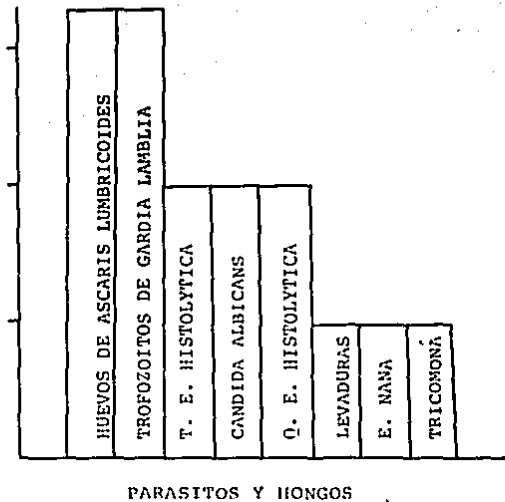 HUEVOS DE ASCARIS LUMBRICOIDES
TROFOZOITOS DE GARDIA LAMBLIA
T. E. HISTOLYTICA
CANDIDA ALBICANS
Q. E. HISTOLYTICA
LEVADURAS
E. NANA
TRICOMONA
PARASITOS Y HONGOS